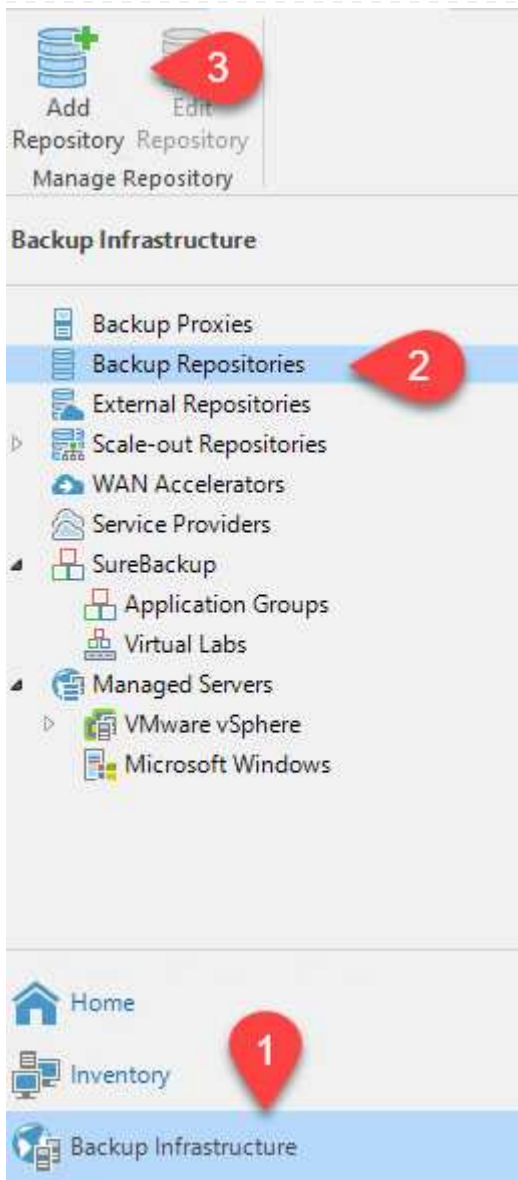 3
Add Edit
Repository Repository
Manage Repository
Backup Infrastructure
Backup Proxies
Backup Repositories
2
External Repositories
Scale-out Repositories
WAN Accelerators
Service Providers
SureBackup
Application Groups
Virtual Labs
Managed Servers
VMware vSphere
Microsoft Windows
Home
1
Inventory
Backup Infrastructure